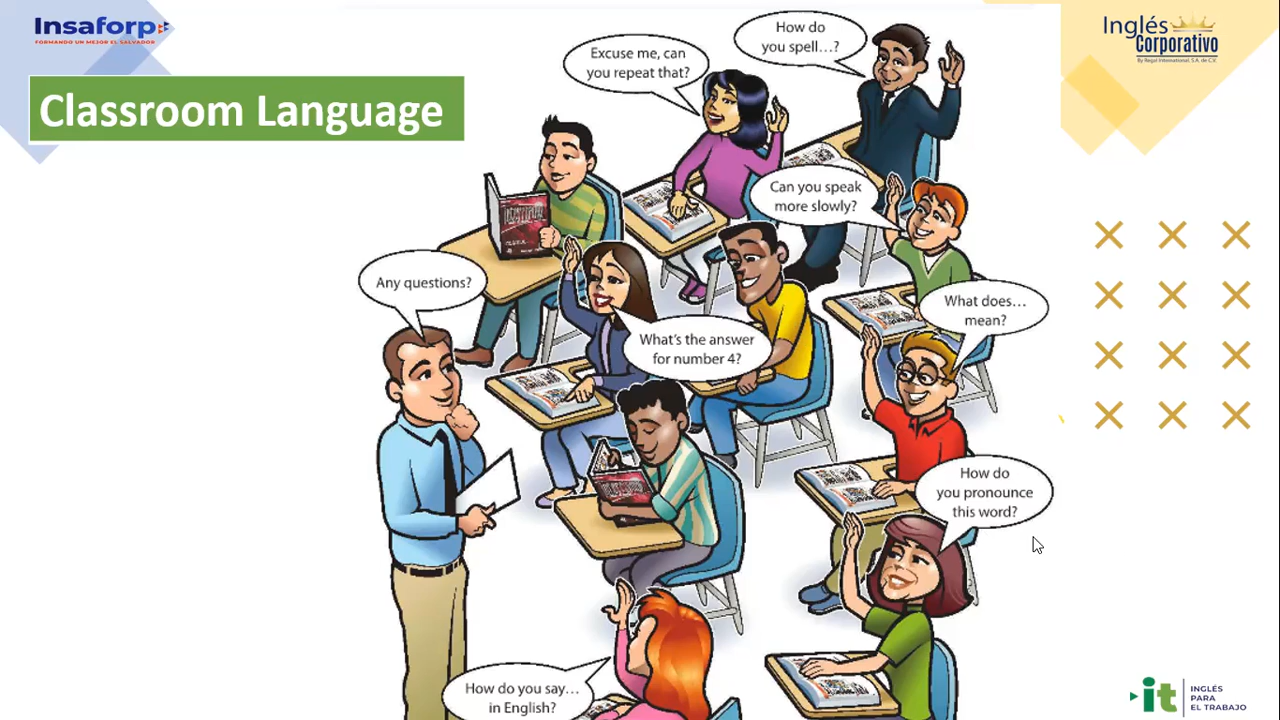 Insaforp
FORMANDO UN MEJOR EL SALVADOR
Inglés
Corporativo
By Regal International, S.A. de C.V.
Classroom Language
How do
you spell…?
Excuse me, can
you repeat that?
Can you speak
more slowly?
Any questions?
What does…
mean?
What's the answer
for number 4?
How do
you pronounce
this word?
How do you say…
in English?
it
INGLÉS
PARA
EL TRABAJO